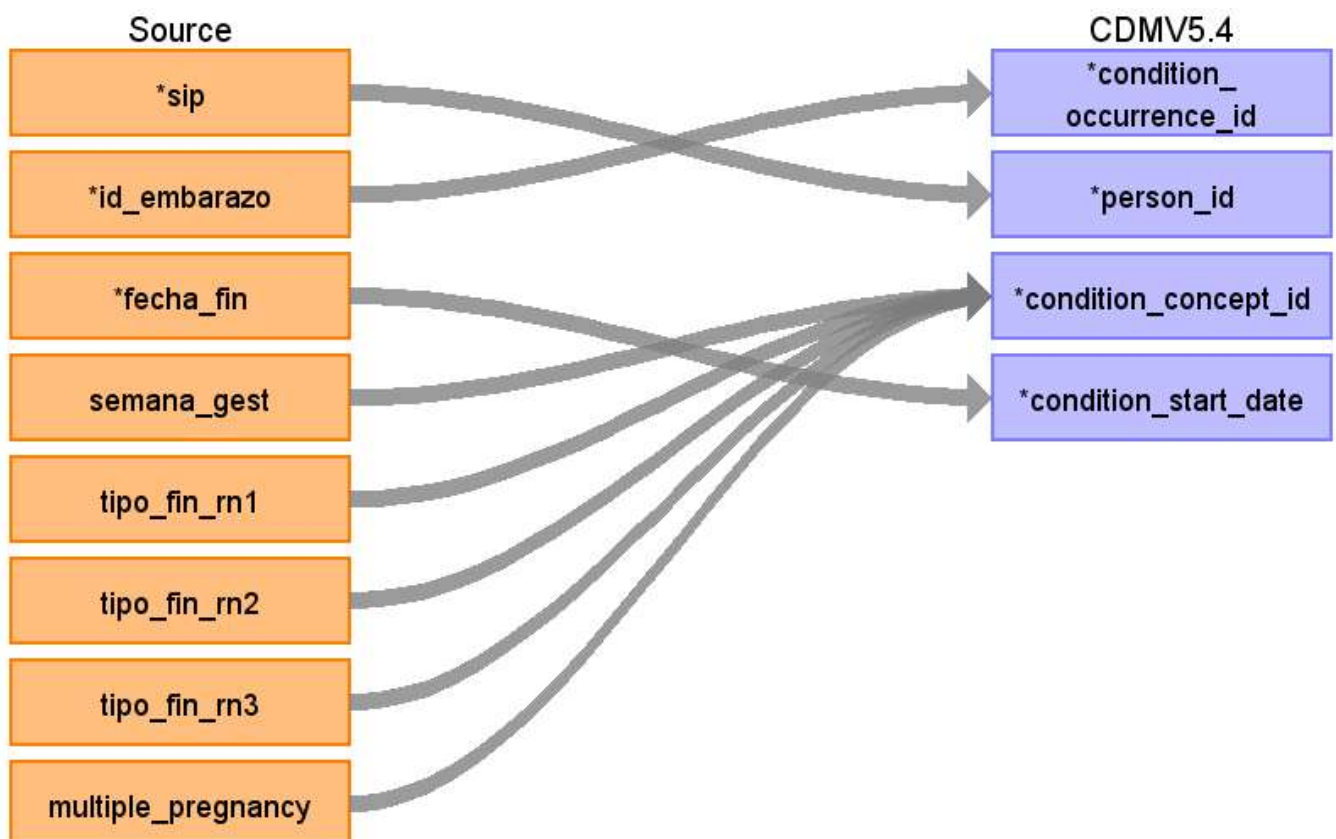 Source
*sip
*id_embarazo
*fecha_fin
semana_gest
tipo_fin_rn1
tipo_fin_rn2
tipo_fin_rn3
multiple_pregnancy
CDMV5.4
*condition_
occurrence_id
*person_id
*condition_concept_id
*condition_start_date